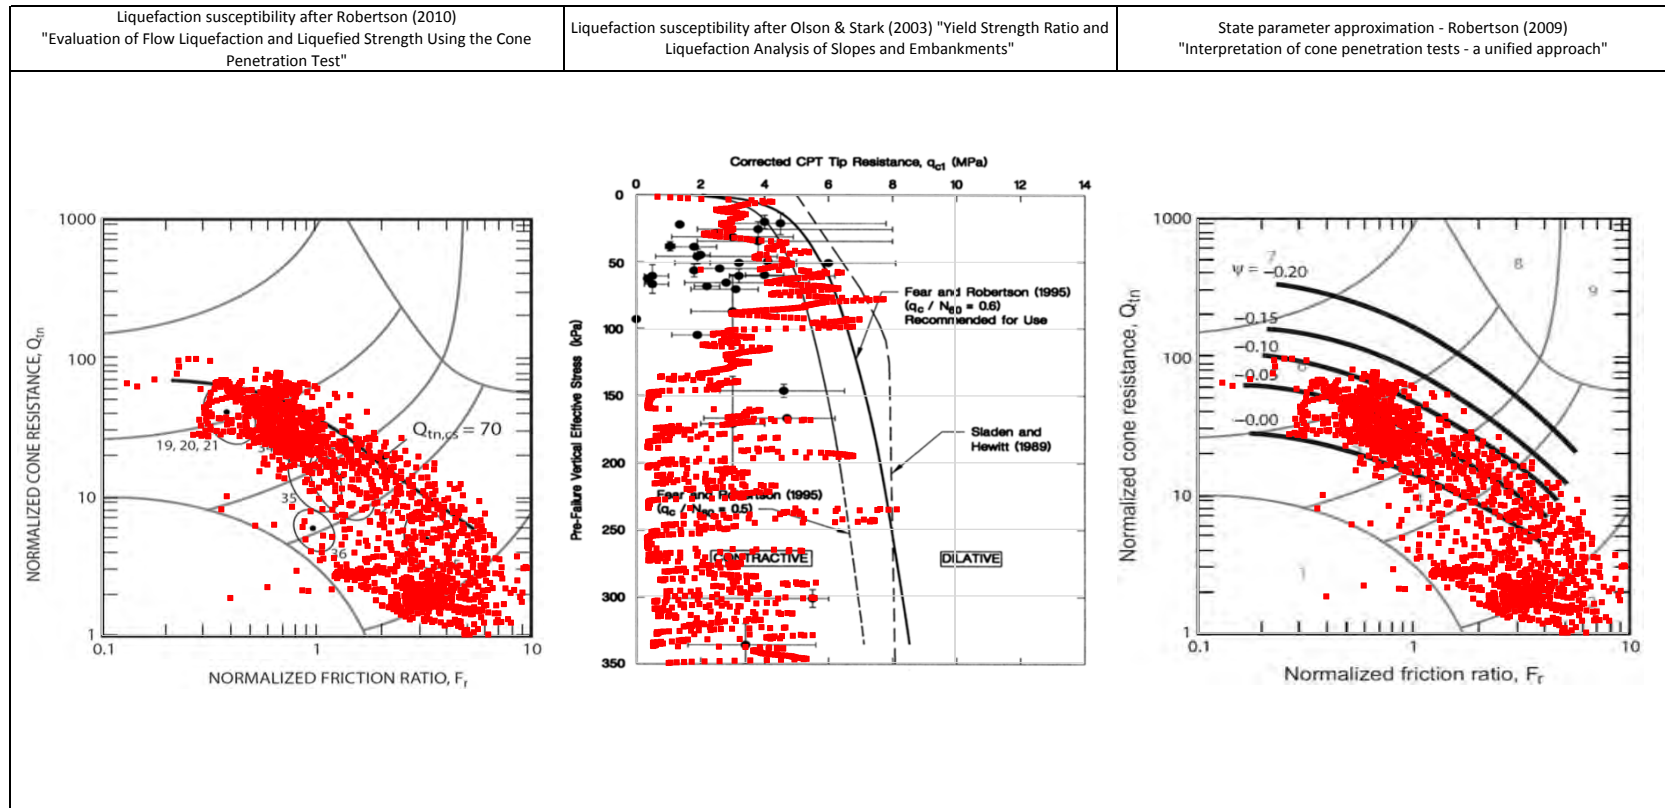 Liquefaction susceptibility after Robertson (2010)
"Evaluation of Flow Liquefaction and Liquefied Strength Using the Cone
Penetration Test"
Liquefaction susceptibility after Olson & Stark (2003) "Yield Strength Ratio and
Liquefaction Analysis of Slopes and Embankments"
State parameter approximation - Robertson (2009)
"Interpretation of cone penetration tests - a unified approach"
NORMALIZED CONE RESISTANCE, Qtn
1000
100
10
1
0.1
1
10
NORMALIZED FRICTION RATIO, Fr
Qtn,cs = 70
19, 20, 21
35
36
Corrected CPT Tip Resistance, qc1 (MPa)
0 2 4 6 8 10 12 14
Pre-Failure Vertical Effective Stress (kPa)
0
50
100
150
200
250
300
350
Fear and Robertson (1995)
(qc / N60 = 0.6)
Recommended for Use
Sladen and
Hewitt (1989)
Fear and Robertson (1995)
(qc / N60 = 0.5)
CONTRACTIVE
DILATIVE
Normalized cone resistance, Qtn
1000
100
10
1
0.1
1
10
Normalized friction ratio, Fr
7
8
9
ψ = -0.20
-0.15
-0.10
-0.05
-0.00
6
1